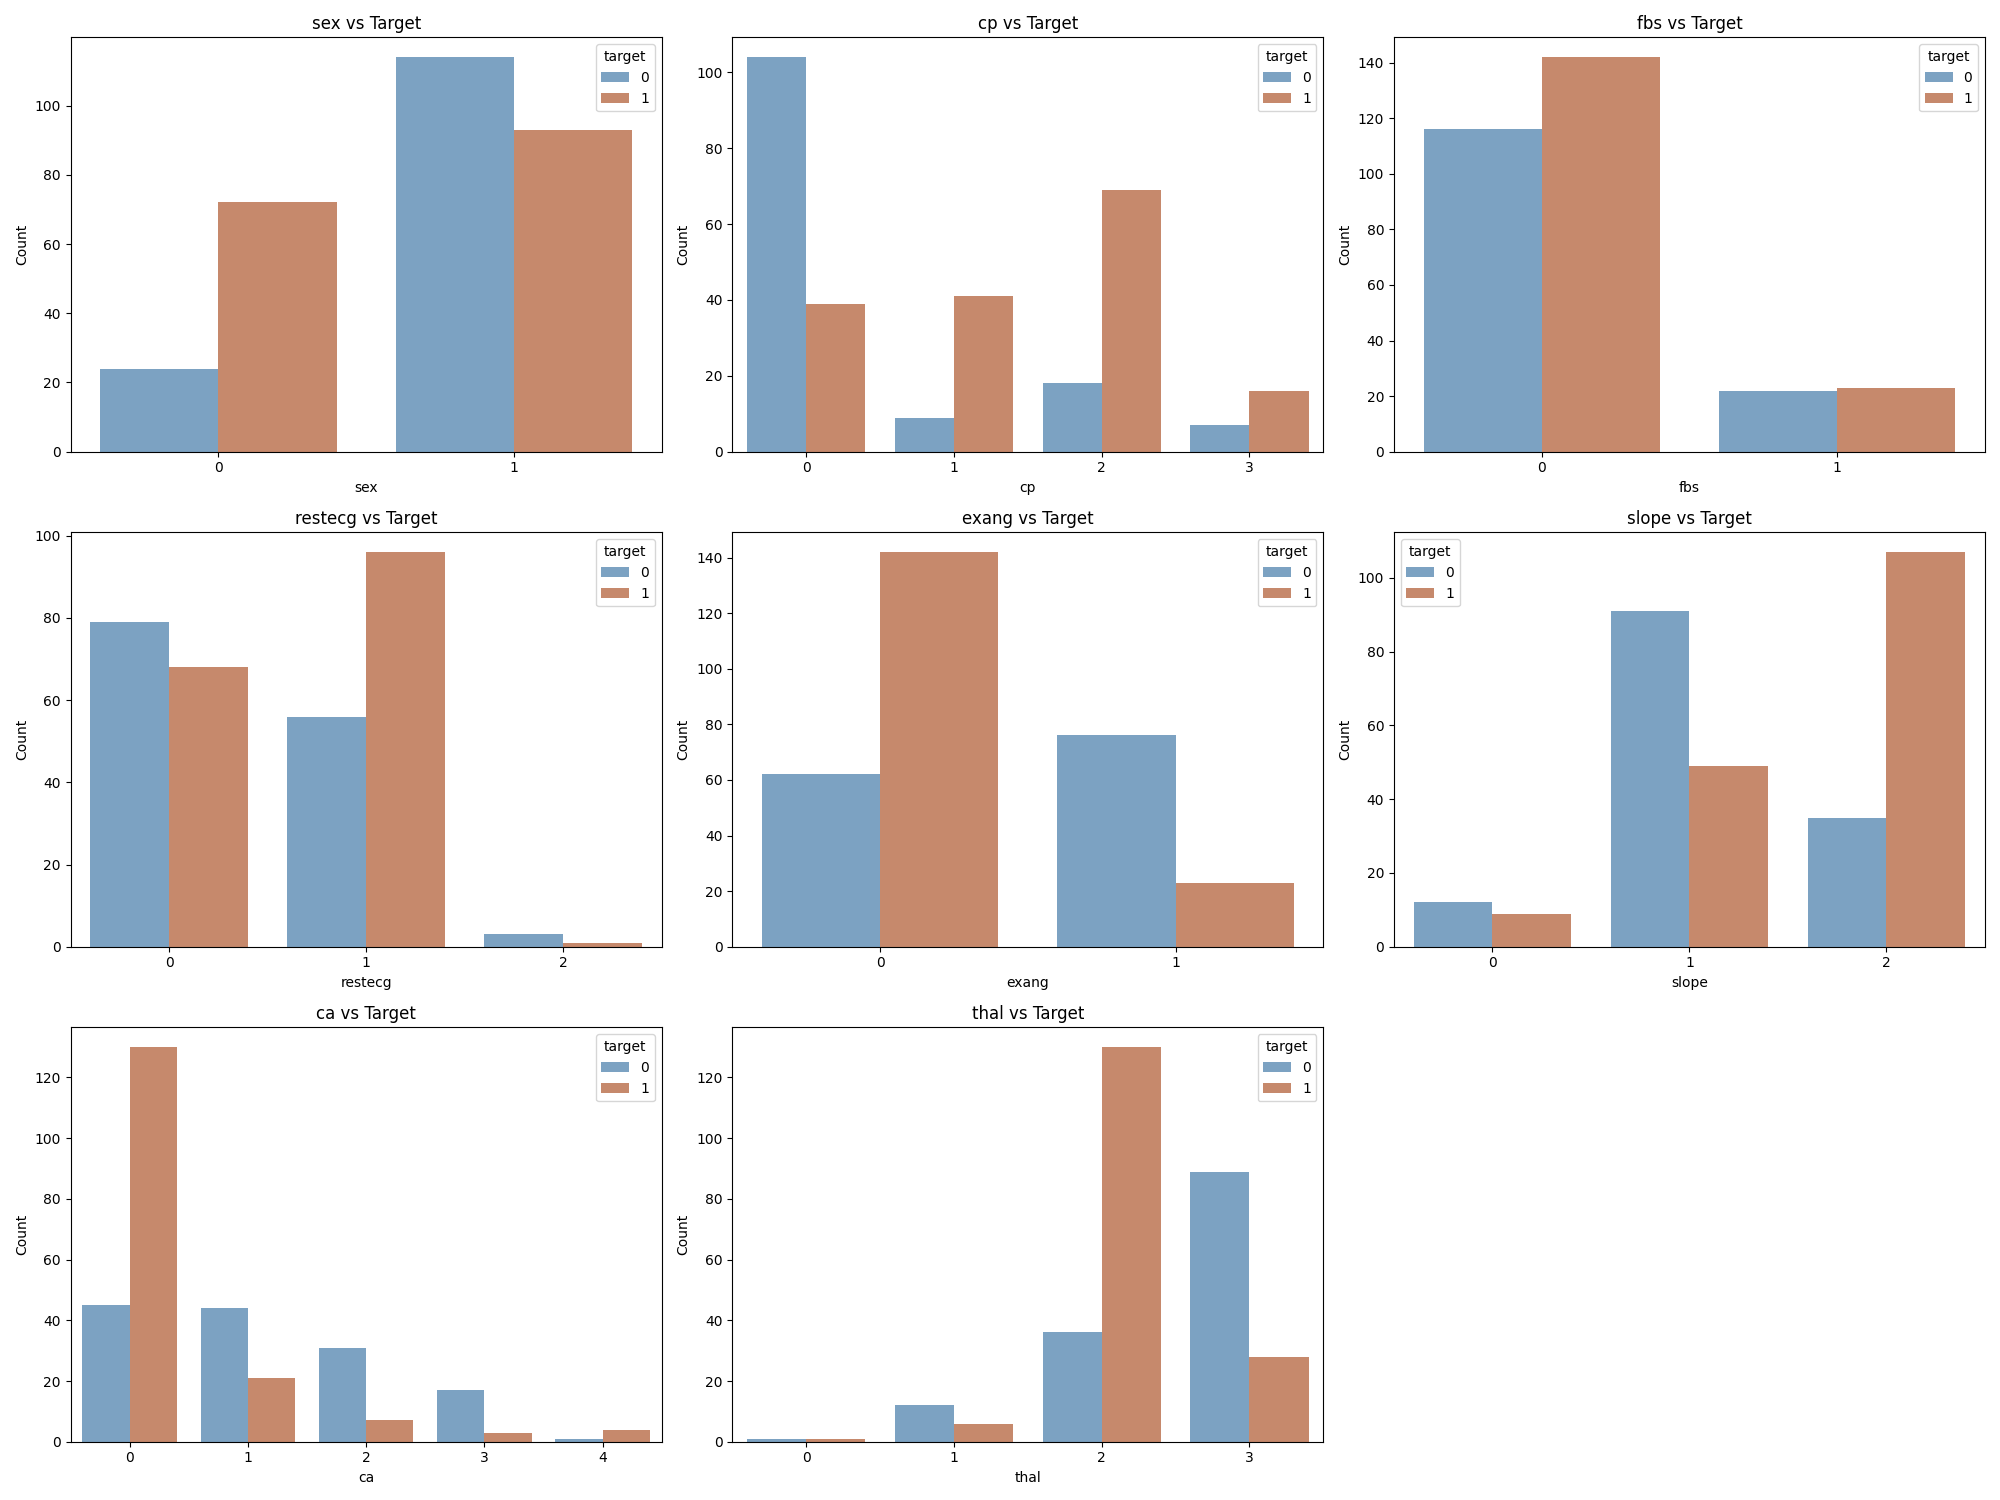 sex vs Target
target
0
1
100
80
60
40
20
0
Count
0 1
sex
cp vs Target
target
0
1
100
80
60
40
20
0
Count
0 1 2 3
cp
fbs vs Target
target
0
1
140
120
100
80
60
40
20
0
Count
0 1
fbs
restecg vs Target
target
0
1
100
80
60
40
20
0
Count
0 1 2
restecg
exang vs Target
target
0
1
140
120
100
80
60
40
20
0
Count
0 1
exang
slope vs Target
target
0
1
100
80
60
40
20
0
Count
0 1 2
slope
ca vs Target
target
0
1
120
100
80
60
40
20
0
Count
0 1 2 3 4
ca
thal vs Target
target
0
1
120
100
80
60
40
20
0
Count
0 1 2 3
thal